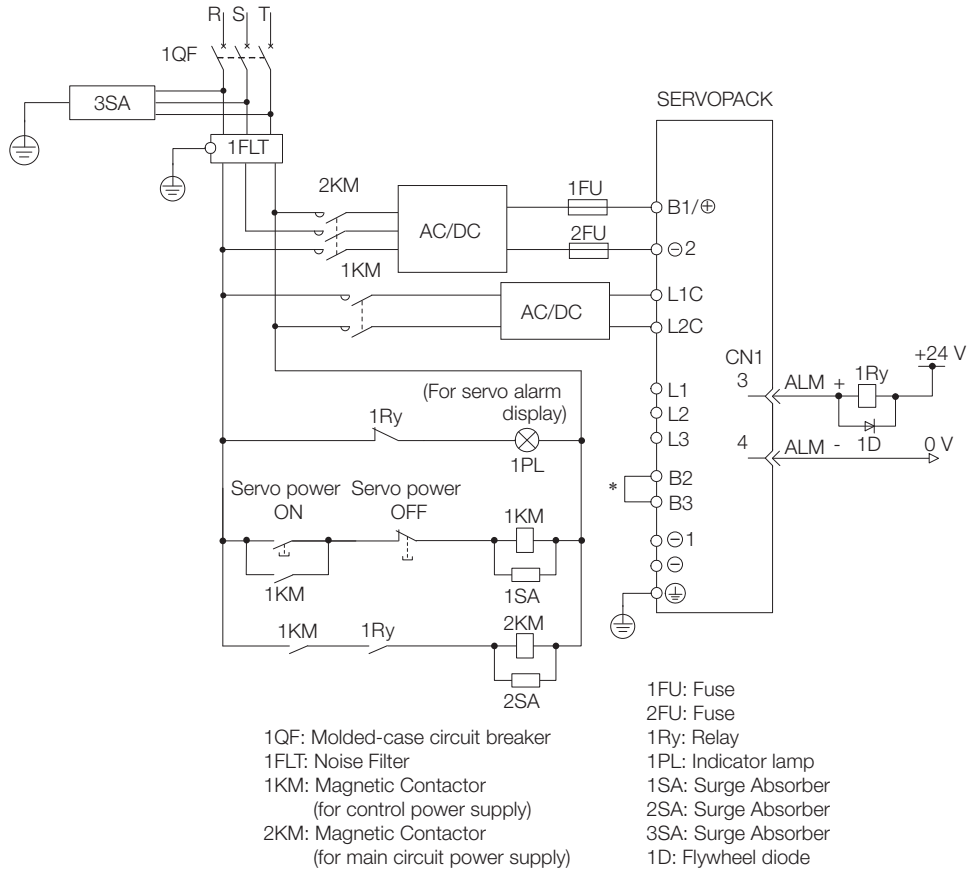 R S T
1QF
3SA
SERVOPACK
1FLT
2KM
1FU
B1/⊕
AC/DC
2FU
⊖2
1KM
L1C
AC/DC
L2C
CN1
+24 V
3
ALM +
1Ry
(For servo alarm
display)
L1
1Ry
L2
L3
4
ALM -
1D
0 V
1PL
B2
*
Servo power
ON
Servo power
OFF
B3
1KM
⊖1
⊖
1KM
1SA
1KM
1Ry
2KM
2SA
1QF: Molded-case circuit breaker
1FLT: Noise Filter
1KM: Magnetic Contactor
(for control power supply)
2KM: Magnetic Contactor
(for main circuit power supply)
1FU: Fuse
2FU: Fuse
1Ry: Relay
1PL: Indicator lamp
1SA: Surge Absorber
2SA: Surge Absorber
3SA: Surge Absorber
1D: Flywheel diode